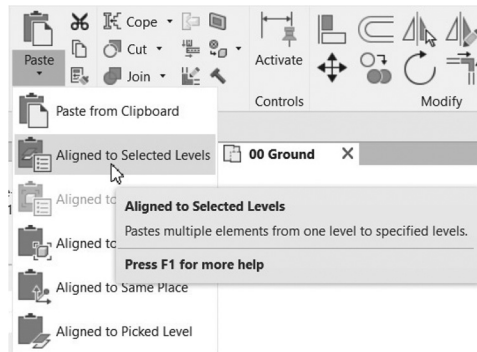 Cope
Cut
Paste
Join
Activate
Controls
Modify
Paste from Clipboard
Aligned to Selected Levels
00 Ground
Aligned to
Aligned to Selected Levels
Pastes multiple elements from one level to specified levels.
Aligned to
Press F1 for more help
Aligned to Same Place
Aligned to Picked Level